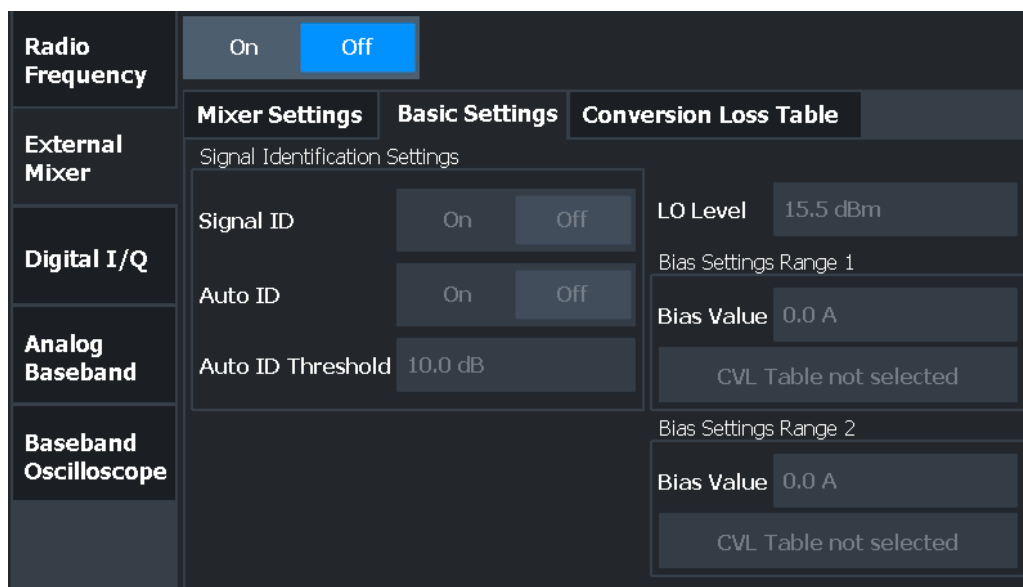 Radio
Frequency
External
Mixer
Digital I/Q
Analog
Baseband
Baseband
Oscilloscope
On Off
Mixer Settings Basic Settings Conversion Loss Table
Signal Identification Settings
Signal ID On Off
Auto ID On Off
Auto ID Threshold 10.0 dB
LO Level 15.5 dBm
Bias Settings Range 1
Bias Value 0.0 A
CVL Table not selected
Bias Settings Range 2
Bias Value 0.0 A
CVL Table not selected